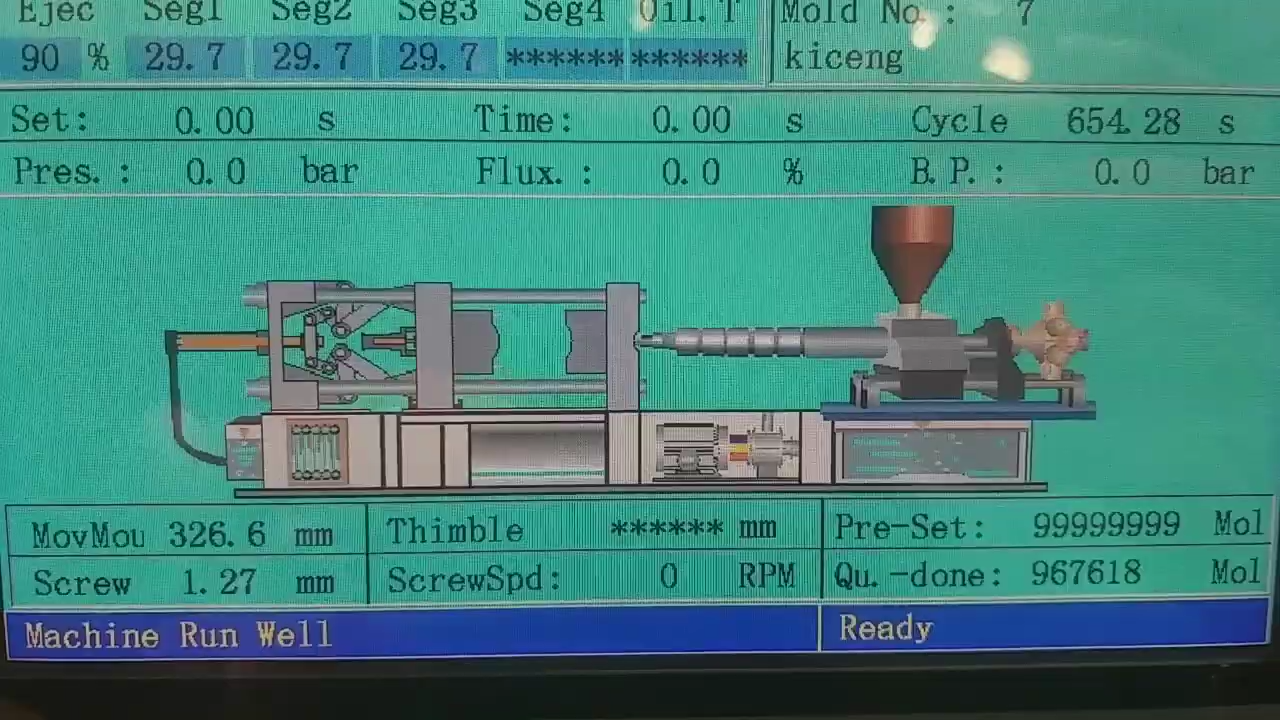 Ejec Seg1 Seg2 Seg3 Seg4 Oil.T Mold No.: 7
90 % 29.7 29.7 29.7 ****** ****** kiceng
Set: 0.00 s Time: 0.00 s Cycle 654.28 s
Pres.: 0.0 bar Flux.: 0.0 % B.P.: 0.0 bar
MovMou 326.6 mm Thimble ****** mm Pre-Set: 99999999 Mol
Screw 1.27 mm ScrewSpd: 0 RPM Qu.-done: 967618 Mol
Machine Run Well Ready